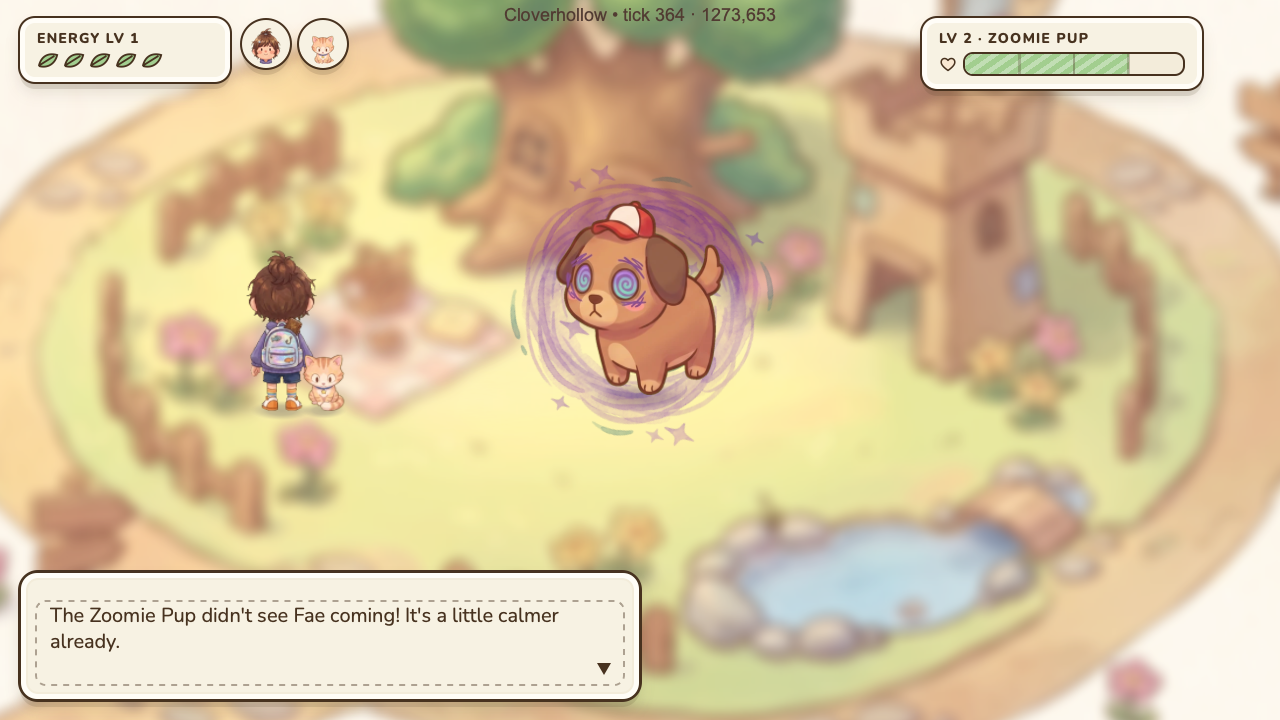 Cloverhollow • tick 364 · 1273,653
ENERGY LV 1
LV 2 · ZOOMIE PUP
The Zoomie Pup didn't see Fae coming! It's a little calmer
already.